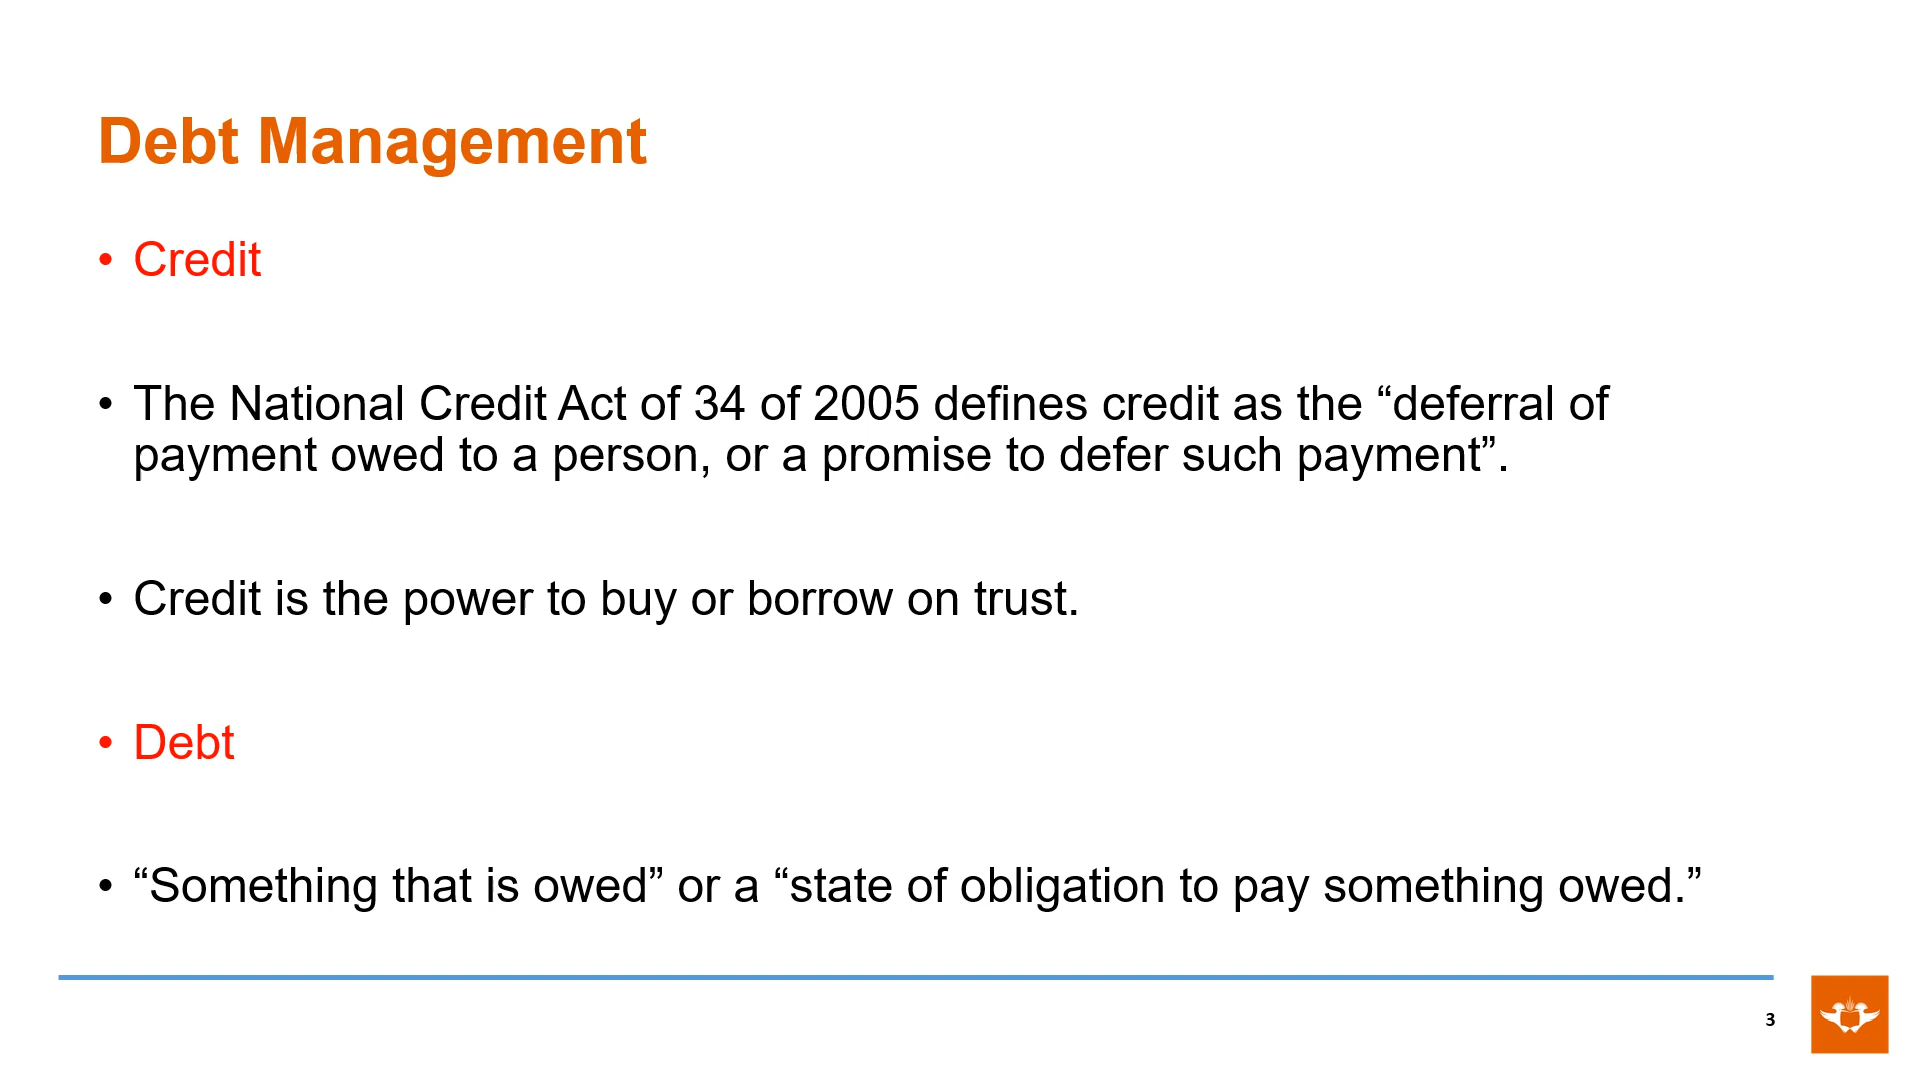 Debt Management
• Credit
• The National Credit Act of 34 of 2005 defines credit as the “deferral of
payment owed to a person, or a promise to defer such payment”.
• Credit is the power to buy or borrow on trust.
• Debt
• “Something that is owed” or a “state of obligation to pay something owed.”
3